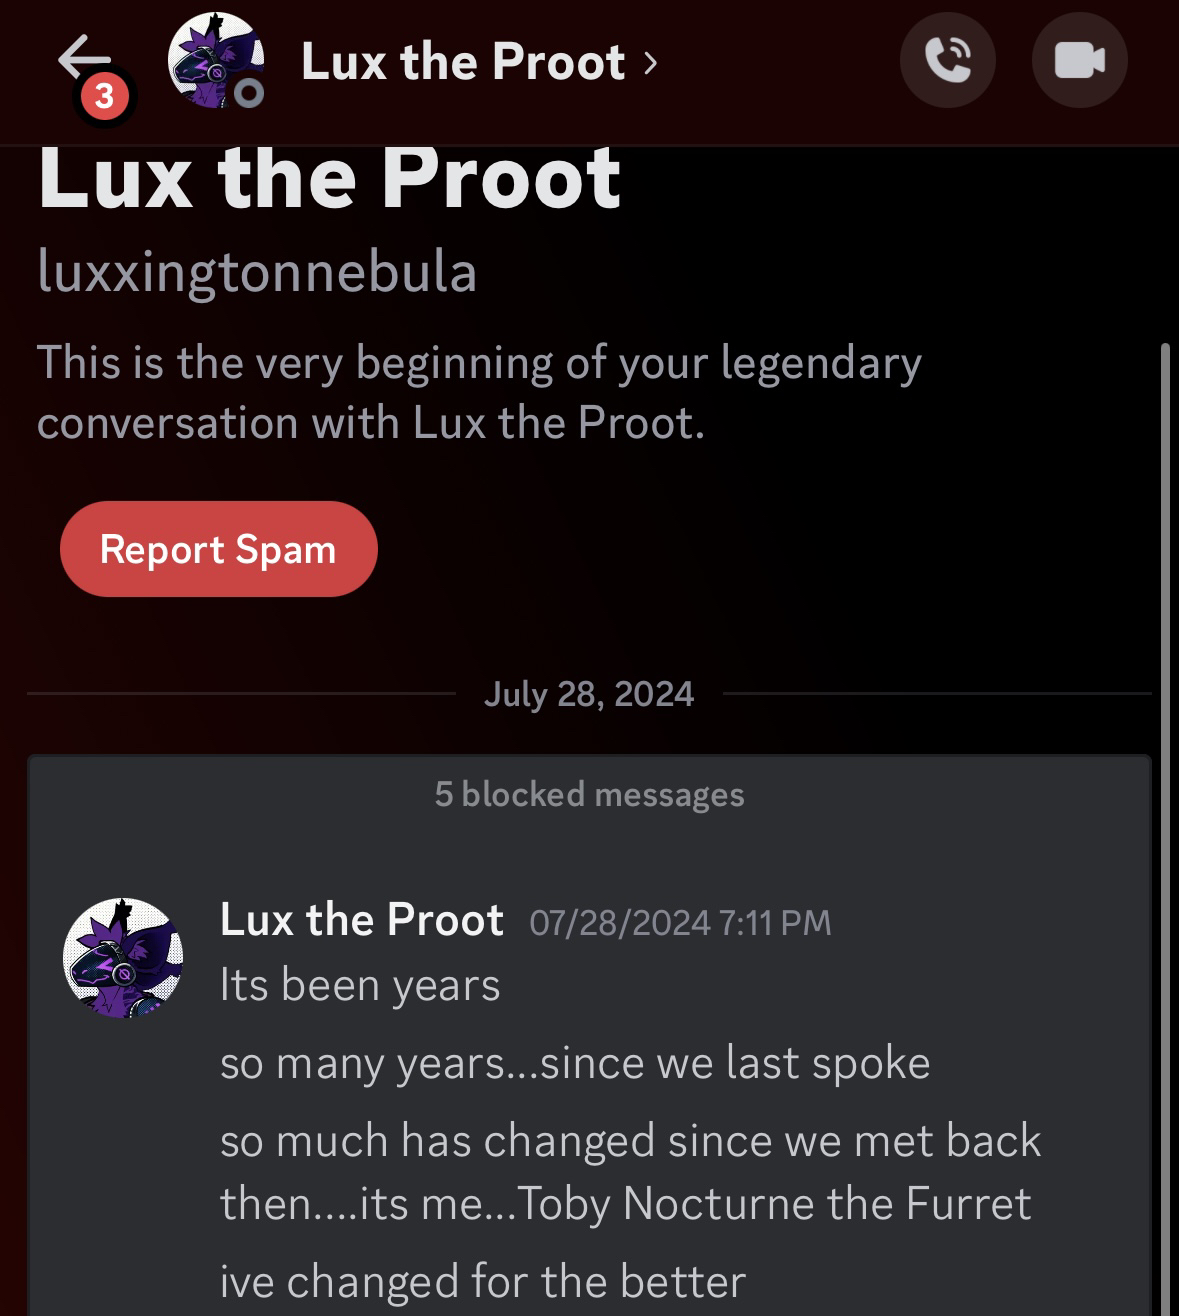 3
Lux the Proot
Lux the Proot
luxxingtonnebula
This is the very beginning of your legendary
conversation with Lux the Proot.
Report Spam
July 28, 2024
5 blocked messages
Lux the Proot 07/28/2024 7:11 PM
Its been years
so many years...since we last spoke
so much has changed since we met back
then....its me...Toby Nocturne the Furret
ive changed for the better